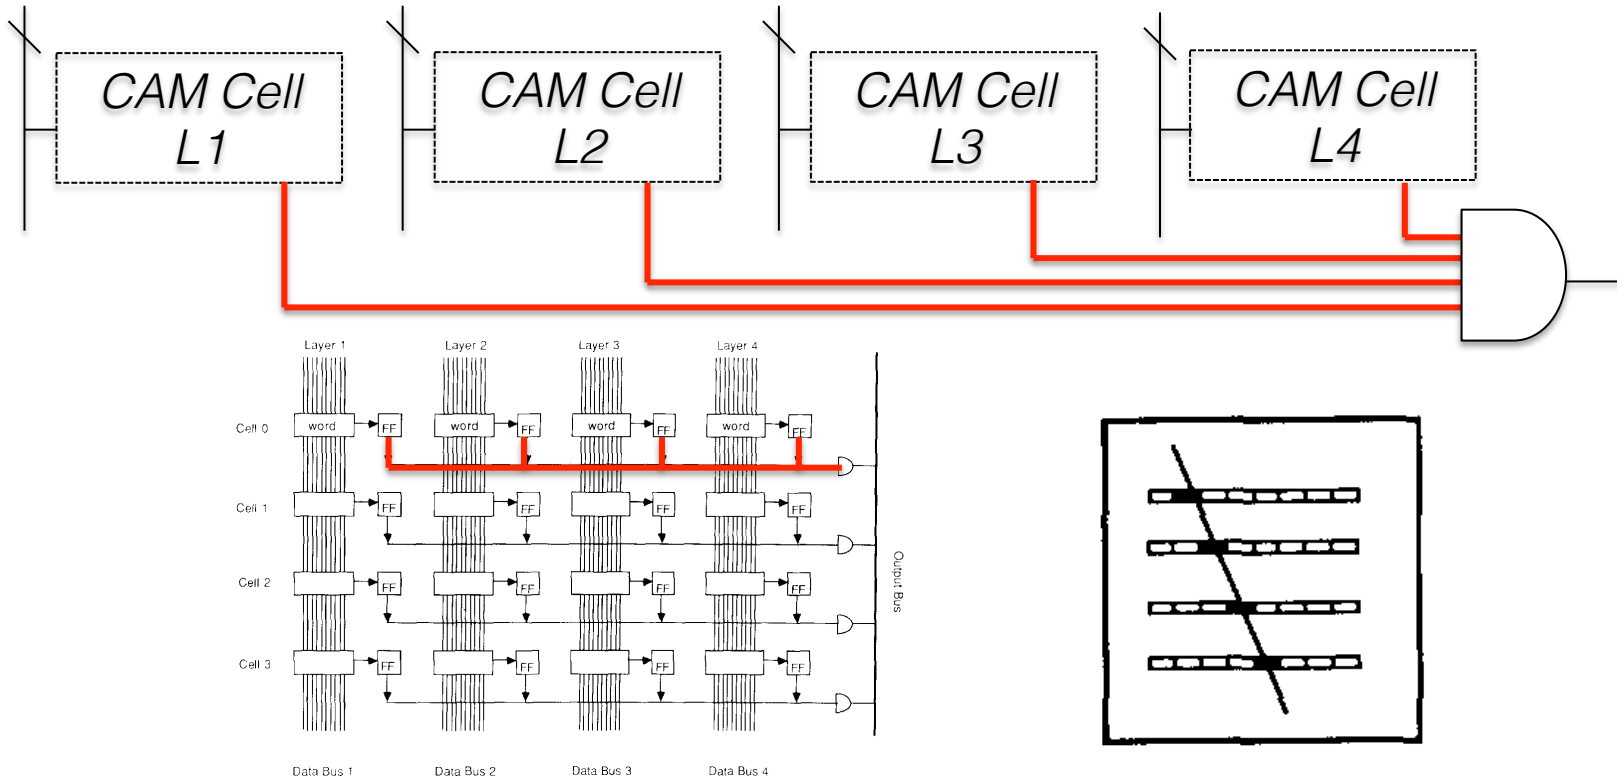 CAM Cell
L1
CAM Cell
L2
CAM Cell
L3
CAM Cell
L4
Layer 1 Layer 2 Layer 3 Layer 4
Cell 0 word FF word FF word FF word FF
Cell 1 FF FF FF FF
Cell 2 FF FF FF FF
Cell 3 FF FF FF FF
Output Bus
Data Bus 1 Data Bus 2 Data Bus 3 Data Bus 4